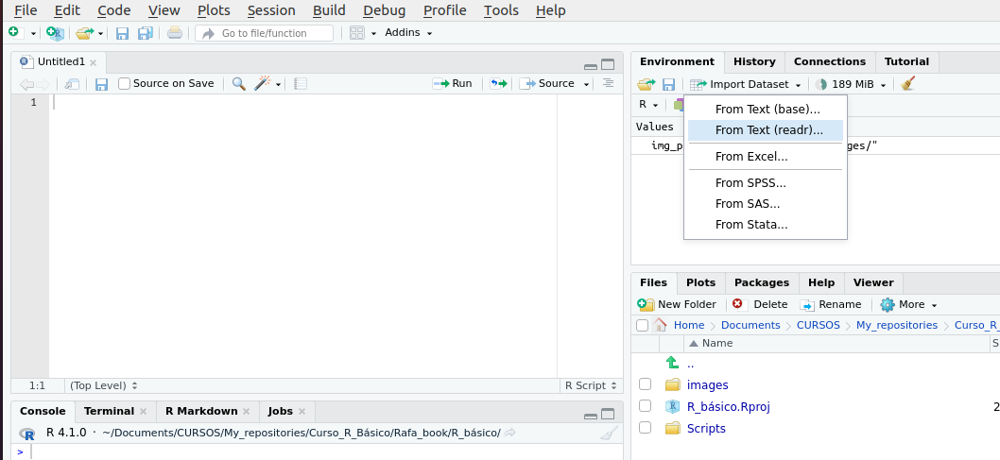 File Edit Code View Plots Session Build Debug Profile Tools Help
Go to file/function Addins
Untitled1
Source on Save Run Source
1
1:1 (Top Level) R Script
Console Terminal R Markdown Jobs
R 4.1.0 · ~/Documents/CURSOS/My_repositories/Curso_R_Básico/Rafa_book/R_básico/
>
Environment History Connections Tutorial
Import Dataset 189 MiB
R
Values
img_p ges/"
From Text (base)...
From Text (readr)...
From Excel...
From SPSS...
From SAS...
From Stata...
Files Plots Packages Help Viewer
New Folder Delete Rename More
Home Documents CURSOS My_repositories Curso_R_
Name S
..
images
R_básico.Rproj 2
Scripts